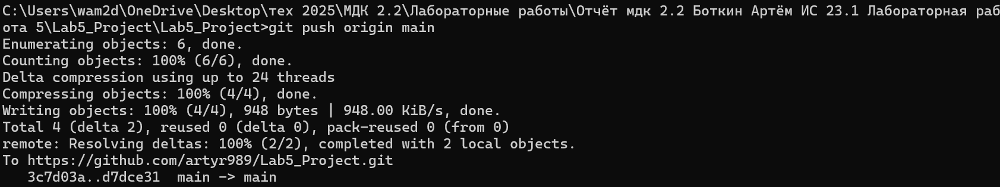 C:\Users\wam2d\OneDrive\Desktop\тех 2025\МДК 2.2\Лабораторные работы\Отчёт мдк 2.2 Боткин Артём ИС 23.1 Лабораторная раб
ота 5\Lab5_Project\Lab5_Project>git push origin main
Enumerating objects: 6, done.
Counting objects: 100% (6/6), done.
Delta compression using up to 24 threads
Compressing objects: 100% (4/4), done.
Writing objects: 100% (4/4), 948 bytes | 948.00 KiB/s, done.
Total 4 (delta 2), reused 0 (delta 0), pack-reused 0 (from 0)
remote: Resolving deltas: 100% (2/2), completed with 2 local objects.
To https://github.com/artyr989/Lab5_Project.git
   3c7d03a..d7dce31  main -> main